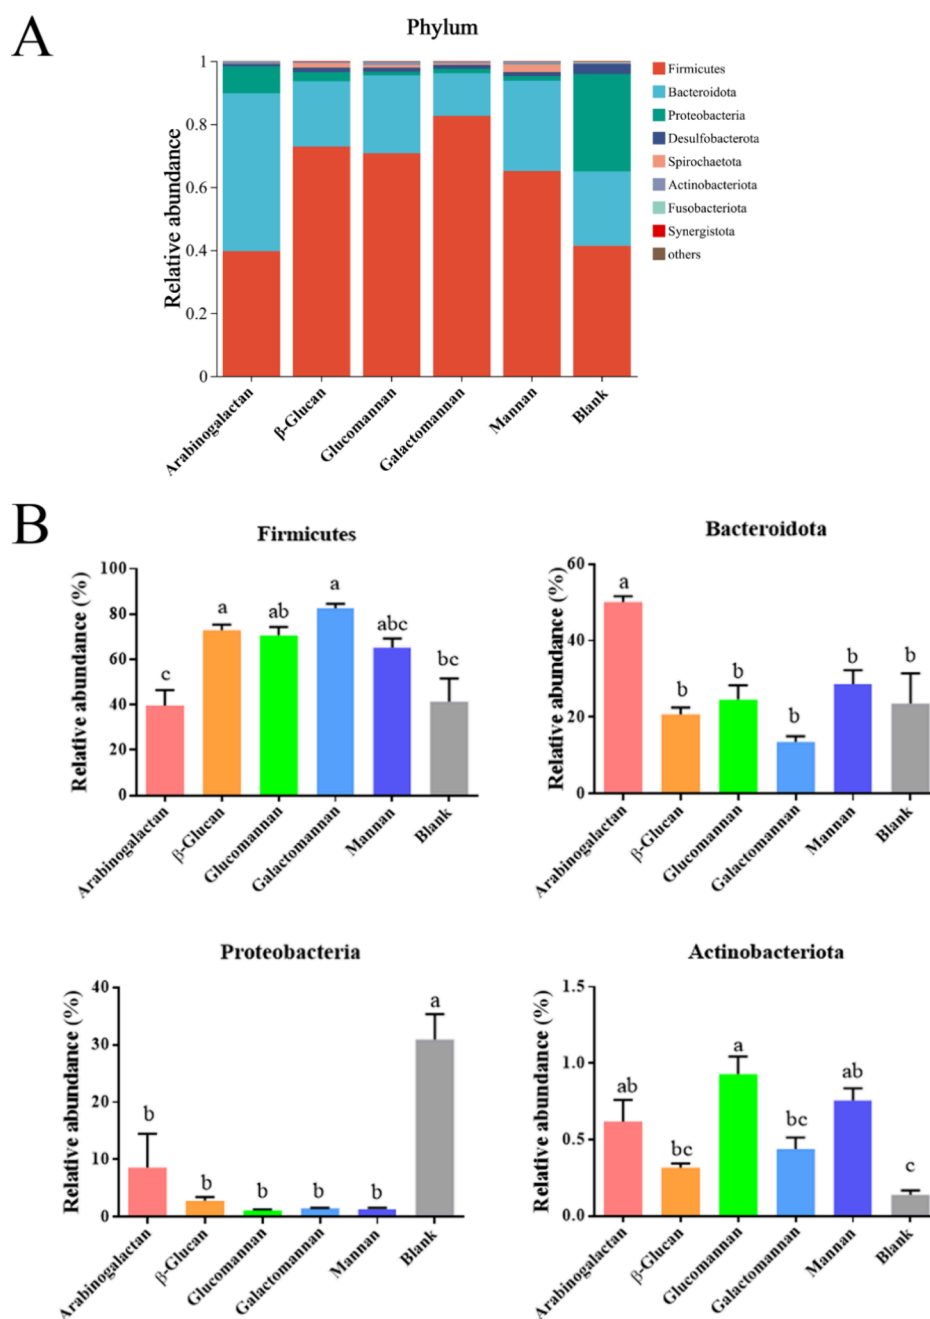 A
Phylum
Relative abundance
1
0.8
0.6
0.4
0.2
0
Arabinogalactan
β-Glucan
Glucomannan
Galactomannan
Mannan
Blank
Firmicutes
Bacteroidota
Proteobacteria
Desulfobacterota
Spirochaetota
Actinobacteriota
Fusobacteriota
Synergistota
others
B
Firmicutes
Relative abundance (%)
100
80
60
40
20
0
c
a
ab
a
abc
bc
Arabinogalactan
β-Glucan
Glucomannan
Galactomannan
Mannan
Blank
Bacteroidota
Relative abundance (%)
60
40
20
0
a
b
b
b
b
b
Arabinogalactan
β-Glucan
Glucomannan
Galactomannan
Mannan
Blank
Proteobacteria
Relative abundance (%)
40
30
20
10
0
b
b
b
b
b
a
Arabinogalactan
β-Glucan
Glucomannan
Galactomannan
Mannan
Blank
Actinobacteriota
Relative abundance (%)
1.5
1.0
0.5
0.0
ab
bc
a
bc
ab
c
Arabinogalactan
β-Glucan
Glucomannan
Galactomannan
Mannan
Blank